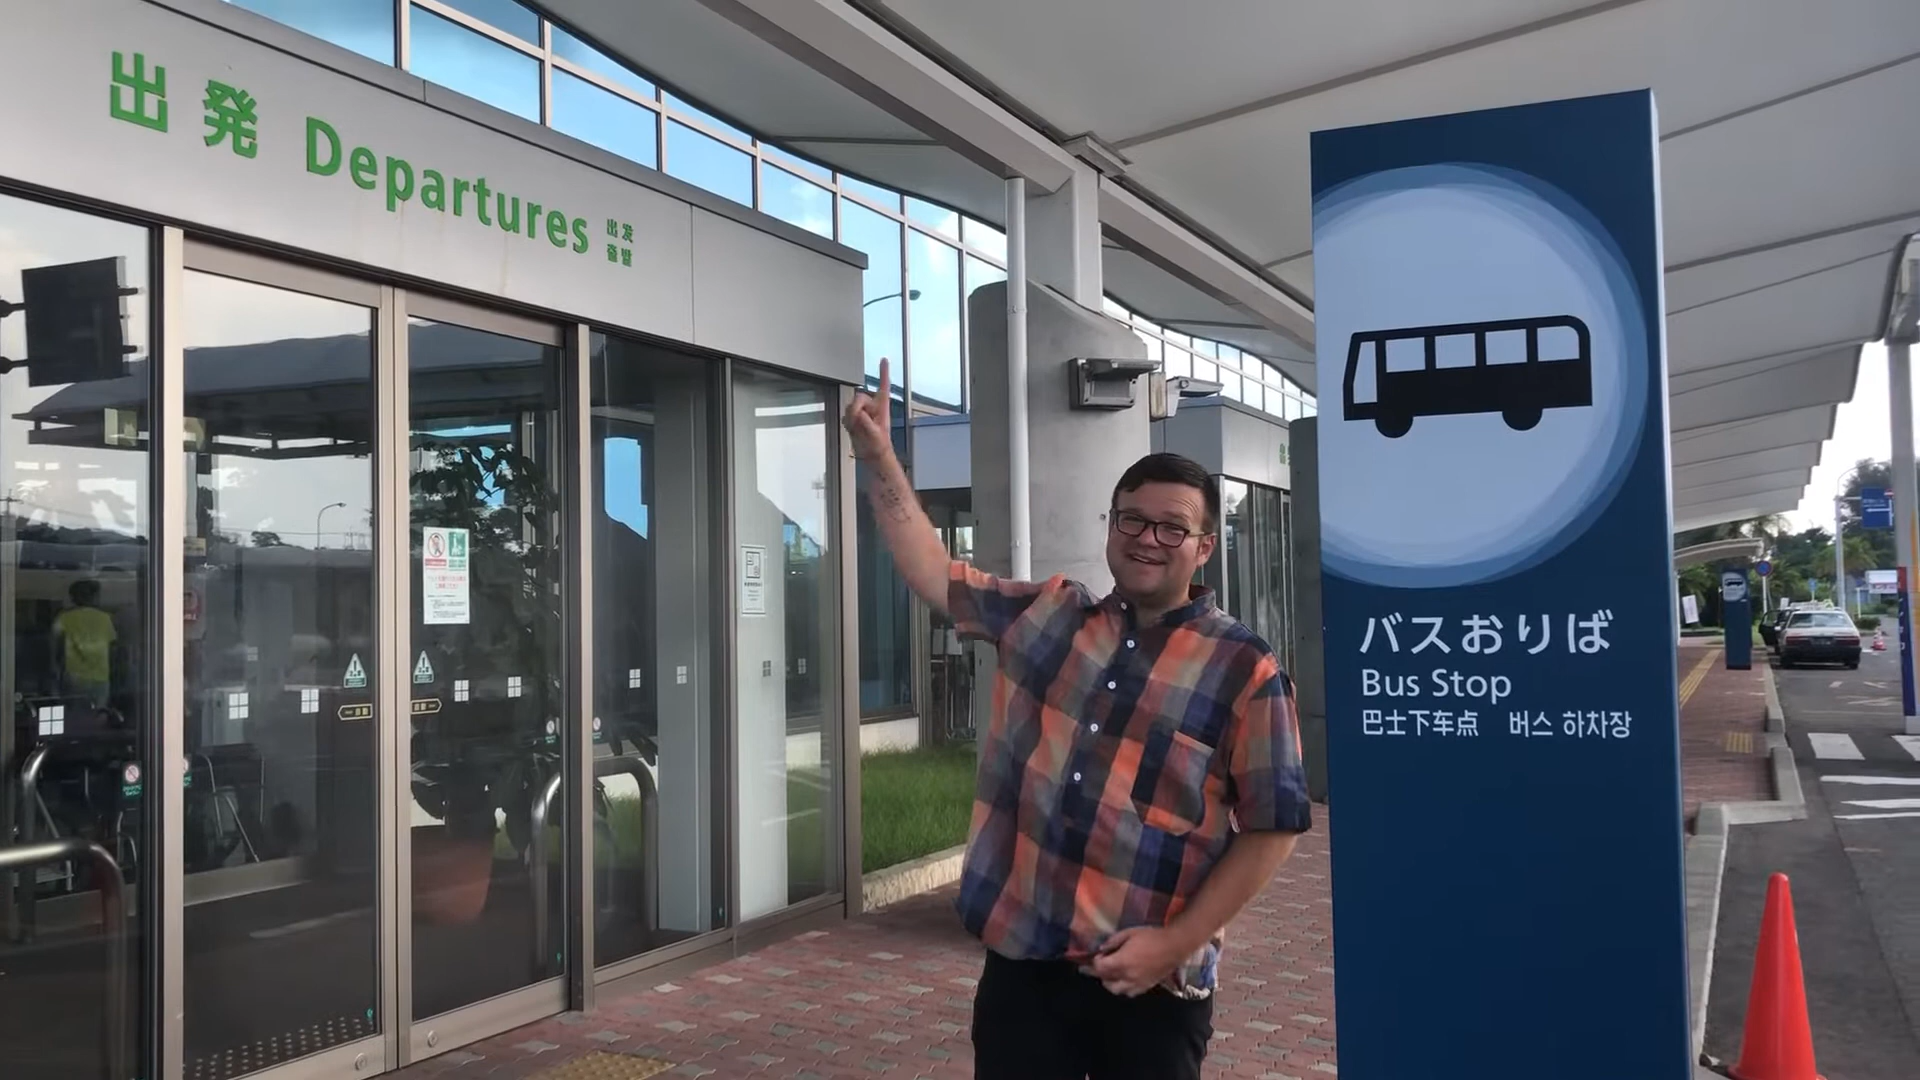 出発 Departures 出发
출발
バスおりば
Bus Stop
巴士下车点 버스 하차장